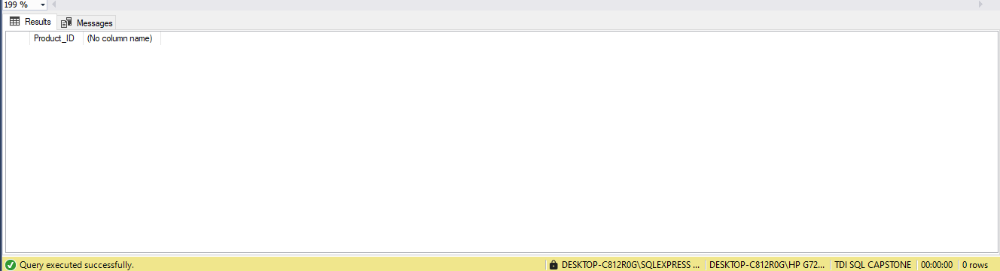 199 %
Results Messages
Product_ID (No column name)
Query executed successfully. DESKTOP-C812R0G\SQLEXPRESS ... DESKTOP-C812R0G\HP G72... TDI SQL CAPSTONE 00:00:00 0 rows